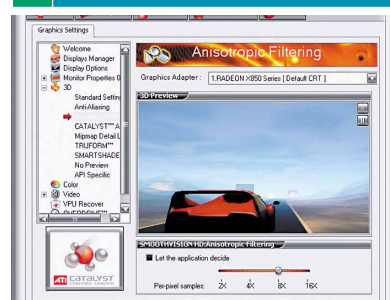 Graphics Settings
Welcome
Displays Manager
Display Options
Monitor Properties 0
3D
Standard Settin
Anti-Aliasing
CATALYST™ A
Mipmap Detail L
TRUFORM™
SMARTSHADE
No Preview
API Specific
Color
Video
VPU Recover
OVERDRIVE™
ATI CATALYST
CONTROL CENTER
Anisotropic Filtering
Graphics Adapter :
1.RADEON X850 Series [ Default CRT ]
3D Preview
SMOOTHVISION HD:Anisotropic Filtering
Let the application decide
Per-pixel samples: 2X 4X 8X 16X